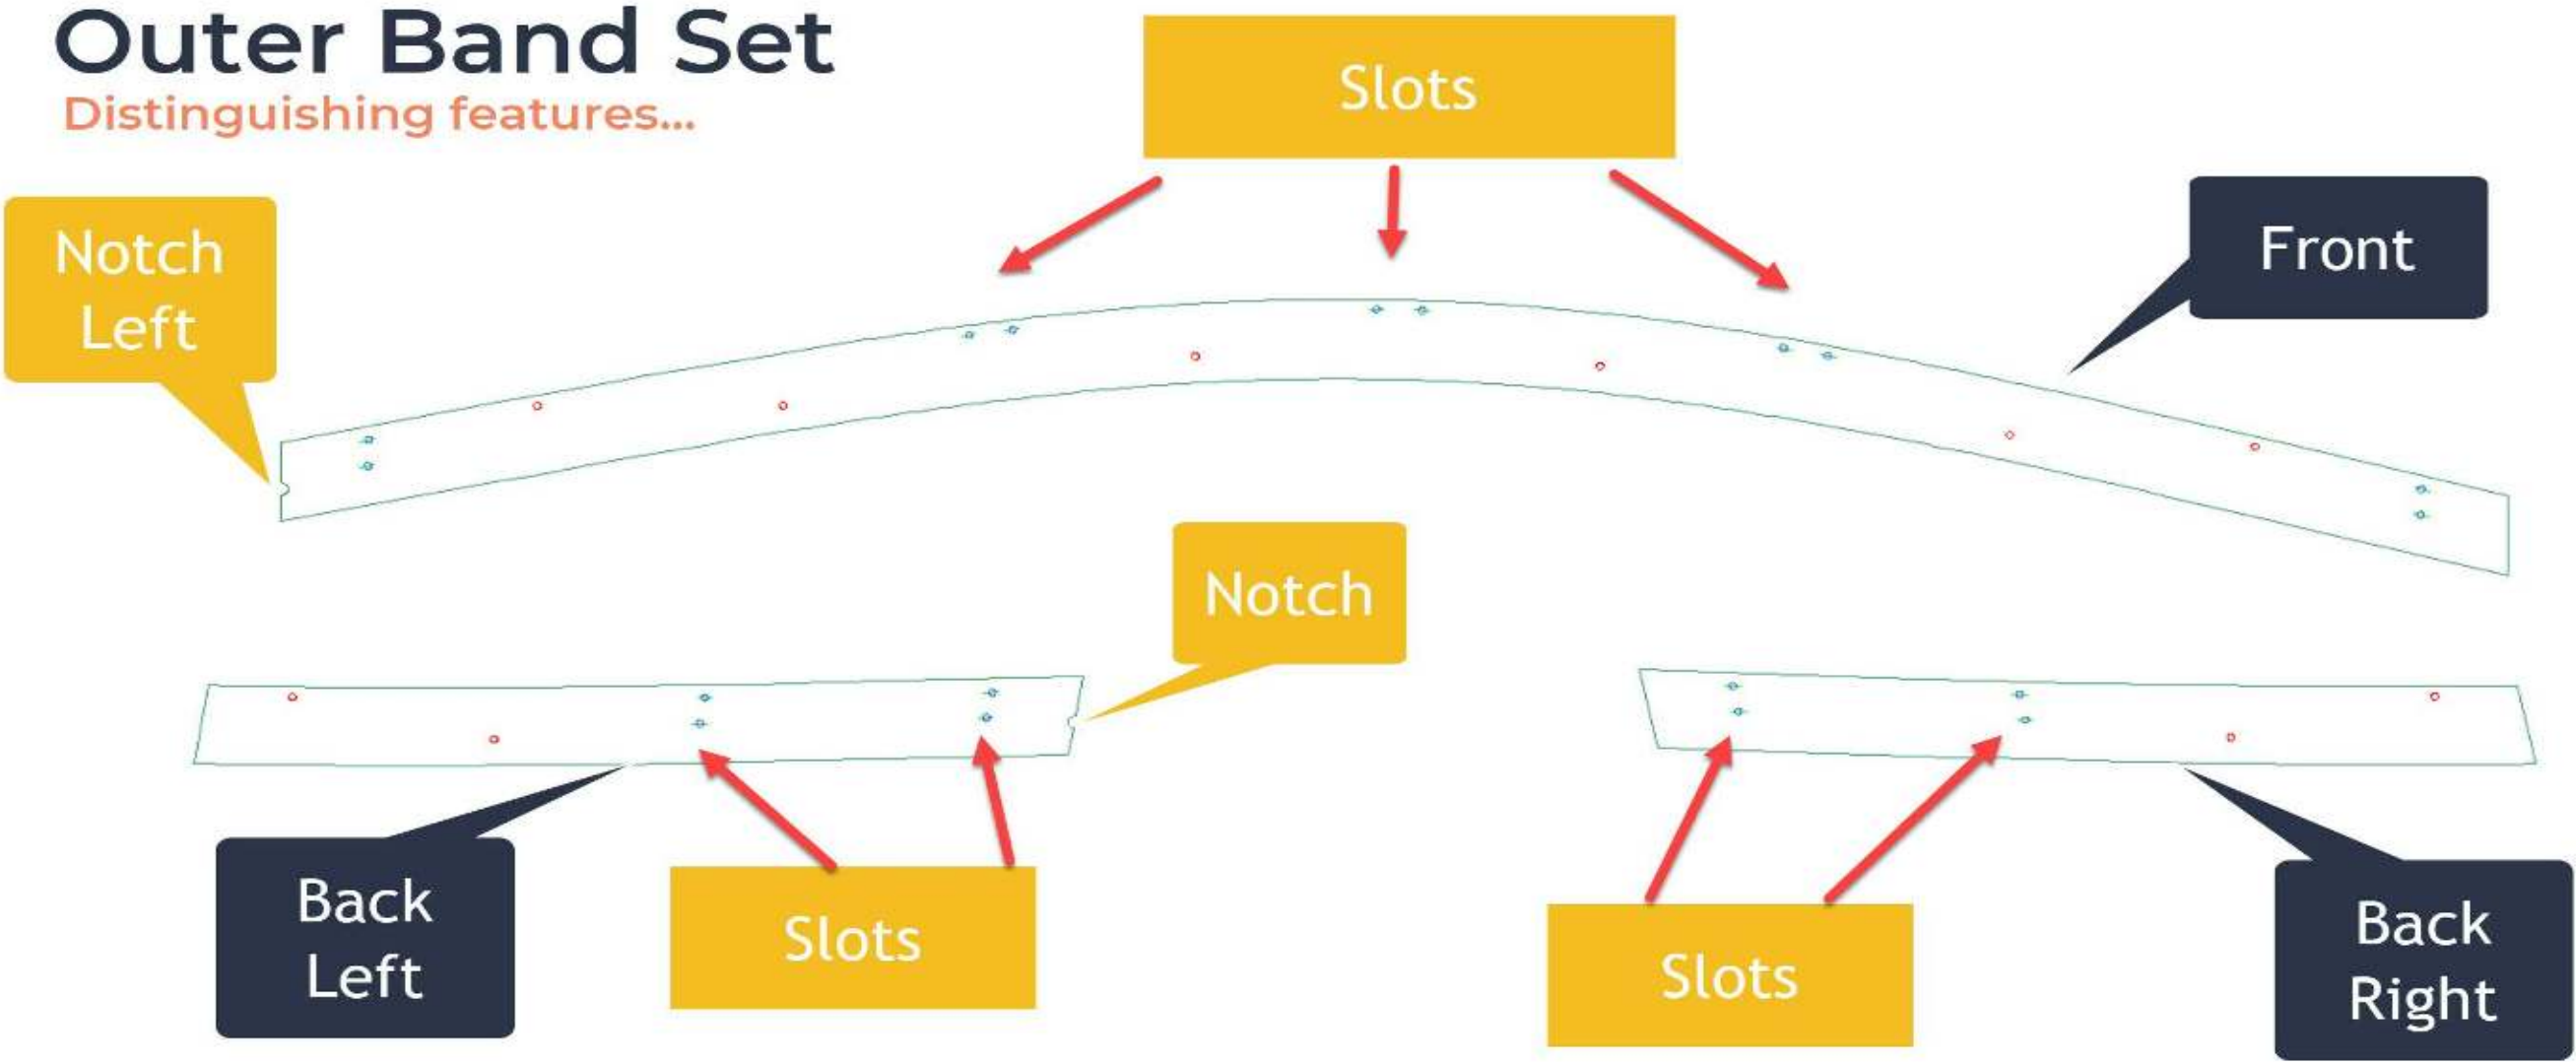 Outer Band Set
Distinguishing features...
Slots
Notch
Left
Front
Notch
Back
Left
Slots
Slots
Back
Right